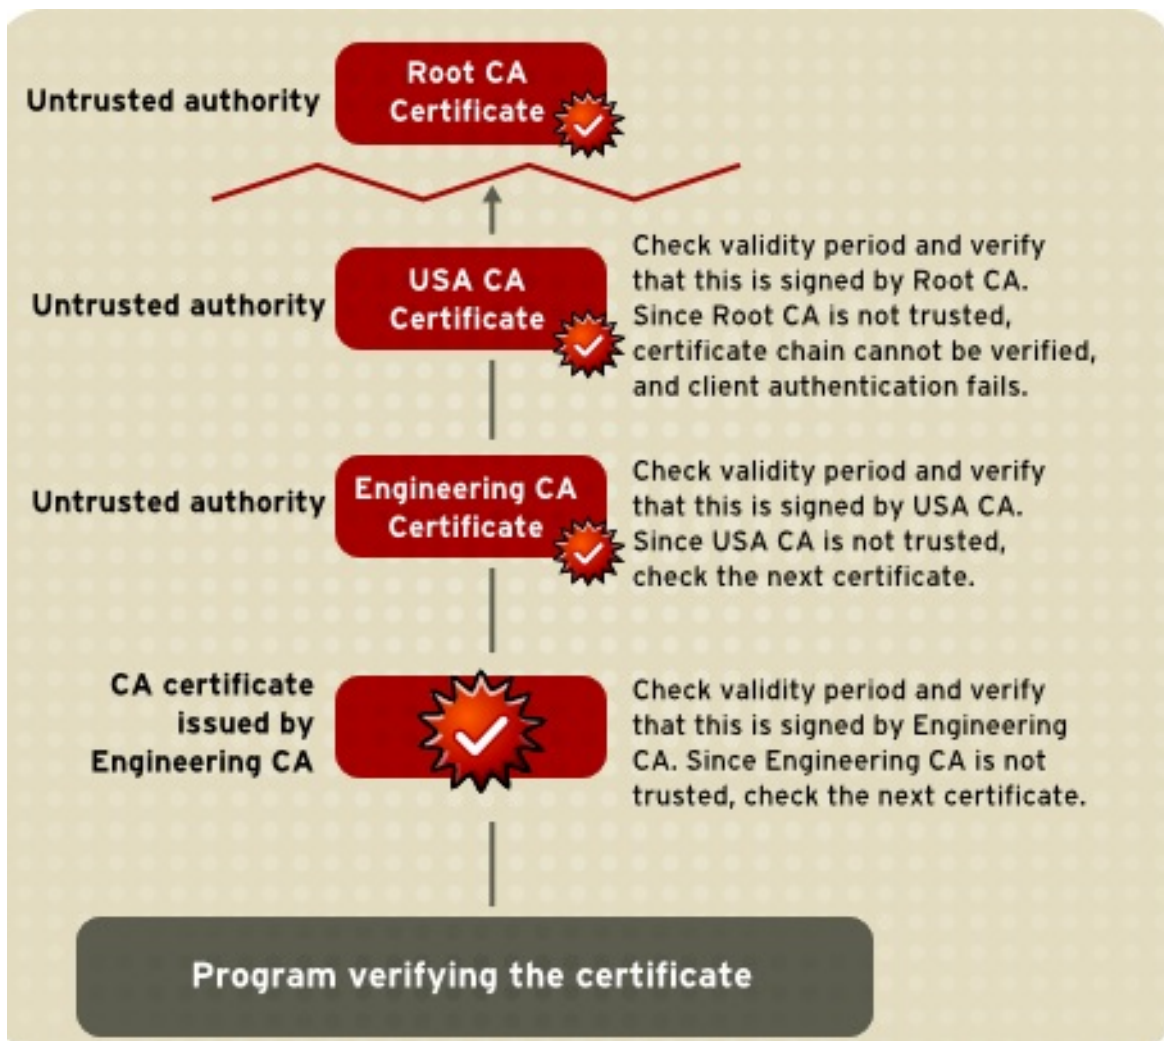 Untrusted authority
Root CA
Certificate
Untrusted authority
USA CA
Certificate
Check validity period and verify
that this is signed by Root CA.
Since Root CA is not trusted,
certificate chain cannot be verified,
and client authentication fails.
Untrusted authority
Engineering CA
Certificate
Check validity period and verify
that this is signed by USA CA.
Since USA CA is not trusted,
check the next certificate.
CA certificate
issued by
Engineering CA
Check validity period and verify
that this is signed by Engineering
CA. Since Engineering CA is not
trusted, check the next certificate.
Program verifying the certificate